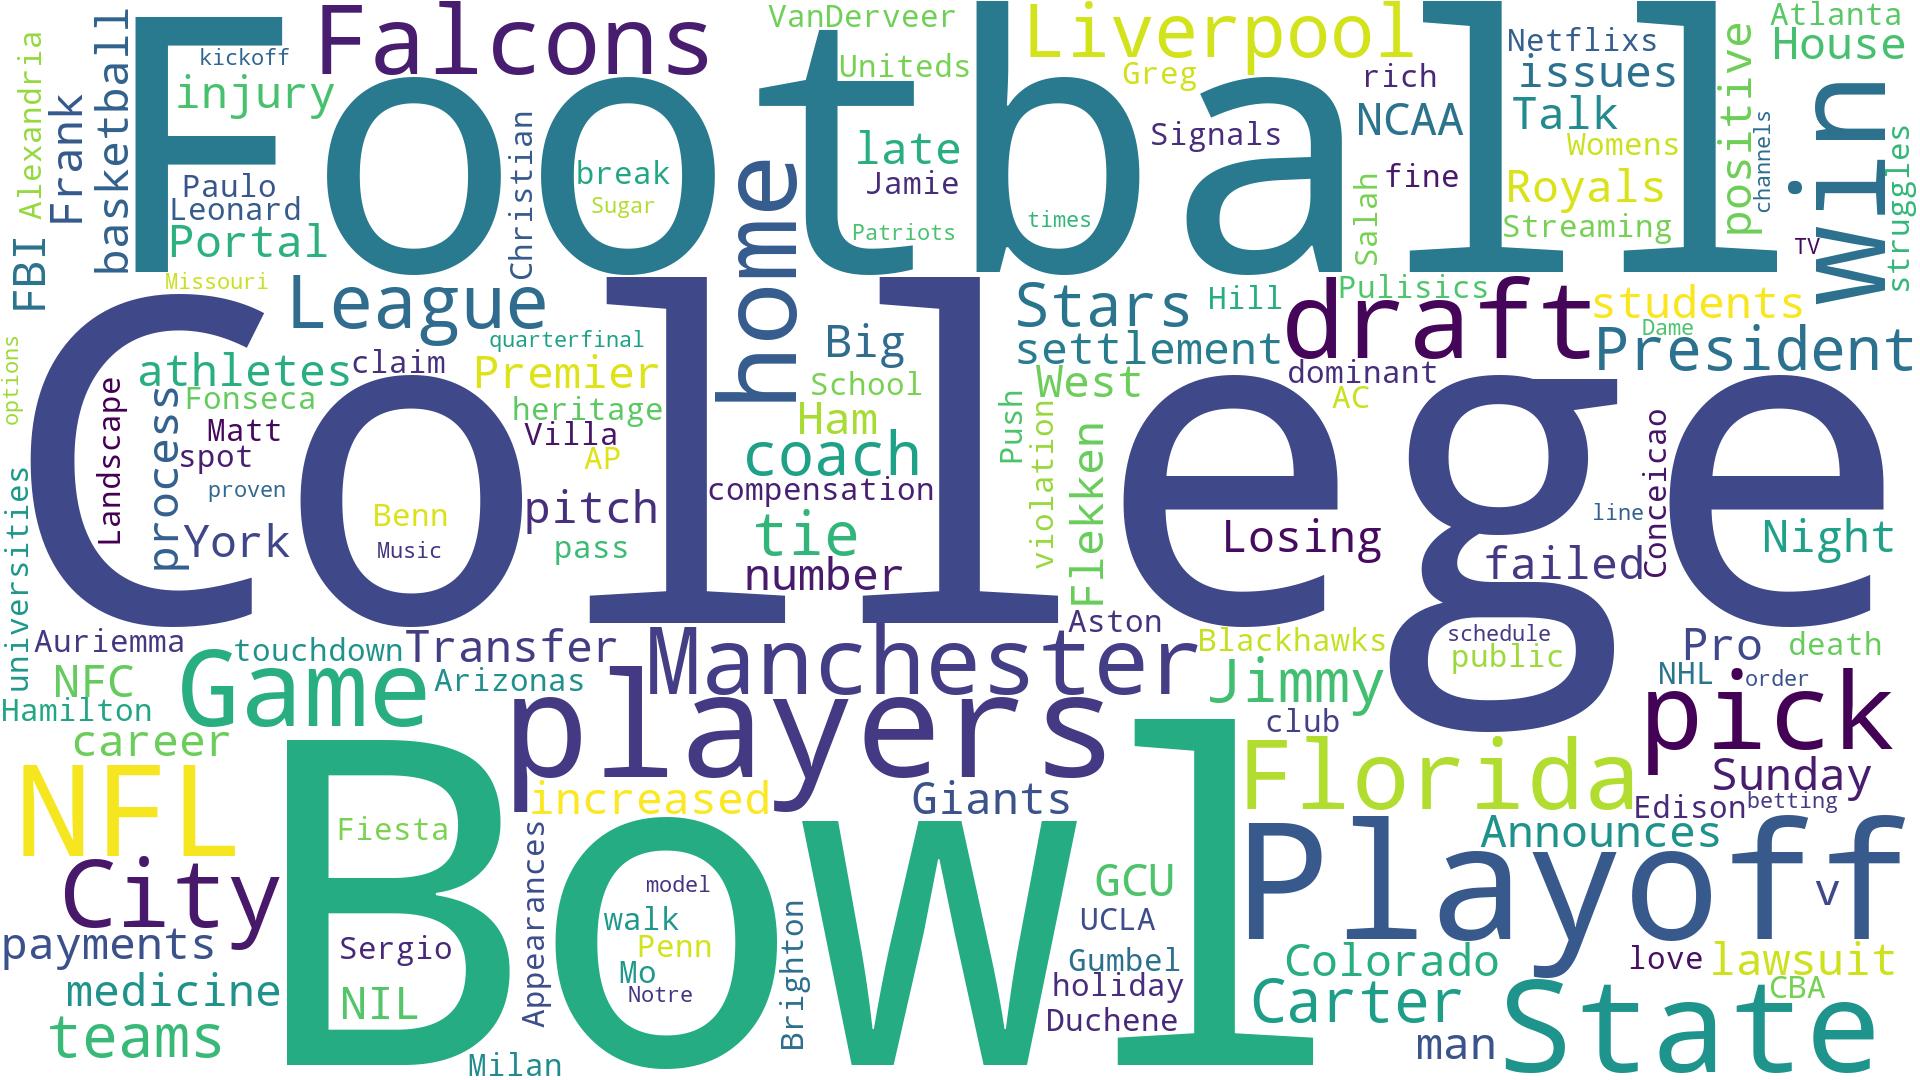 Football
College
Bowl
Falcons
Liverpool
VanDerveer
Uniteds
Greg
Netflixs
Atlanta
House
kickoff
injury
basketball
Alexandria
Frank
FBI
rich
issues
NCAA
Talk
Signals
late
Jamie
fine
Womens
Royals
Streaming
Salah
positive
channels
win
struggles
TV
Paulo
Leonard
Portal
Missouri
Christian
break
Sugar
home
Patriots
times
League
quarterfinal
Stars
Hill
Pulisics
draft
students
Dame
President
settlement
Big
School
Ham
West
dominant
AC
options
athletes
claim
Premier
heritage
Fonseca
Landscape
process
Matt
spot
proven
York
Villa
AP
Benn
Music
pitch
pass
coach
compensation
tie
number
Push
violation
Flekken
Losing
failed
line
Conceicao
Night
universities
Auriemma
touchdown
Transfer
Manchester
Aston
Blackhawks
schedule
public
Pro
death
NFC
Hamilton
Game
Arizonas
players
Jimmy
club
NHL
order
pick
career
NFL
increased
Giants
Florida
Sunday
Edison
betting
Announces
Fiesta
City
Appearances
model
walk
Penn
Mo
Notre
Brighton
GCU
UCLA
Playoff
v
payments
Sergio
Gumbel
holiday
Duchene
Colorado
love
lawsuit
medicine
NIL
Carter
CBA
teams
Milan
man
State